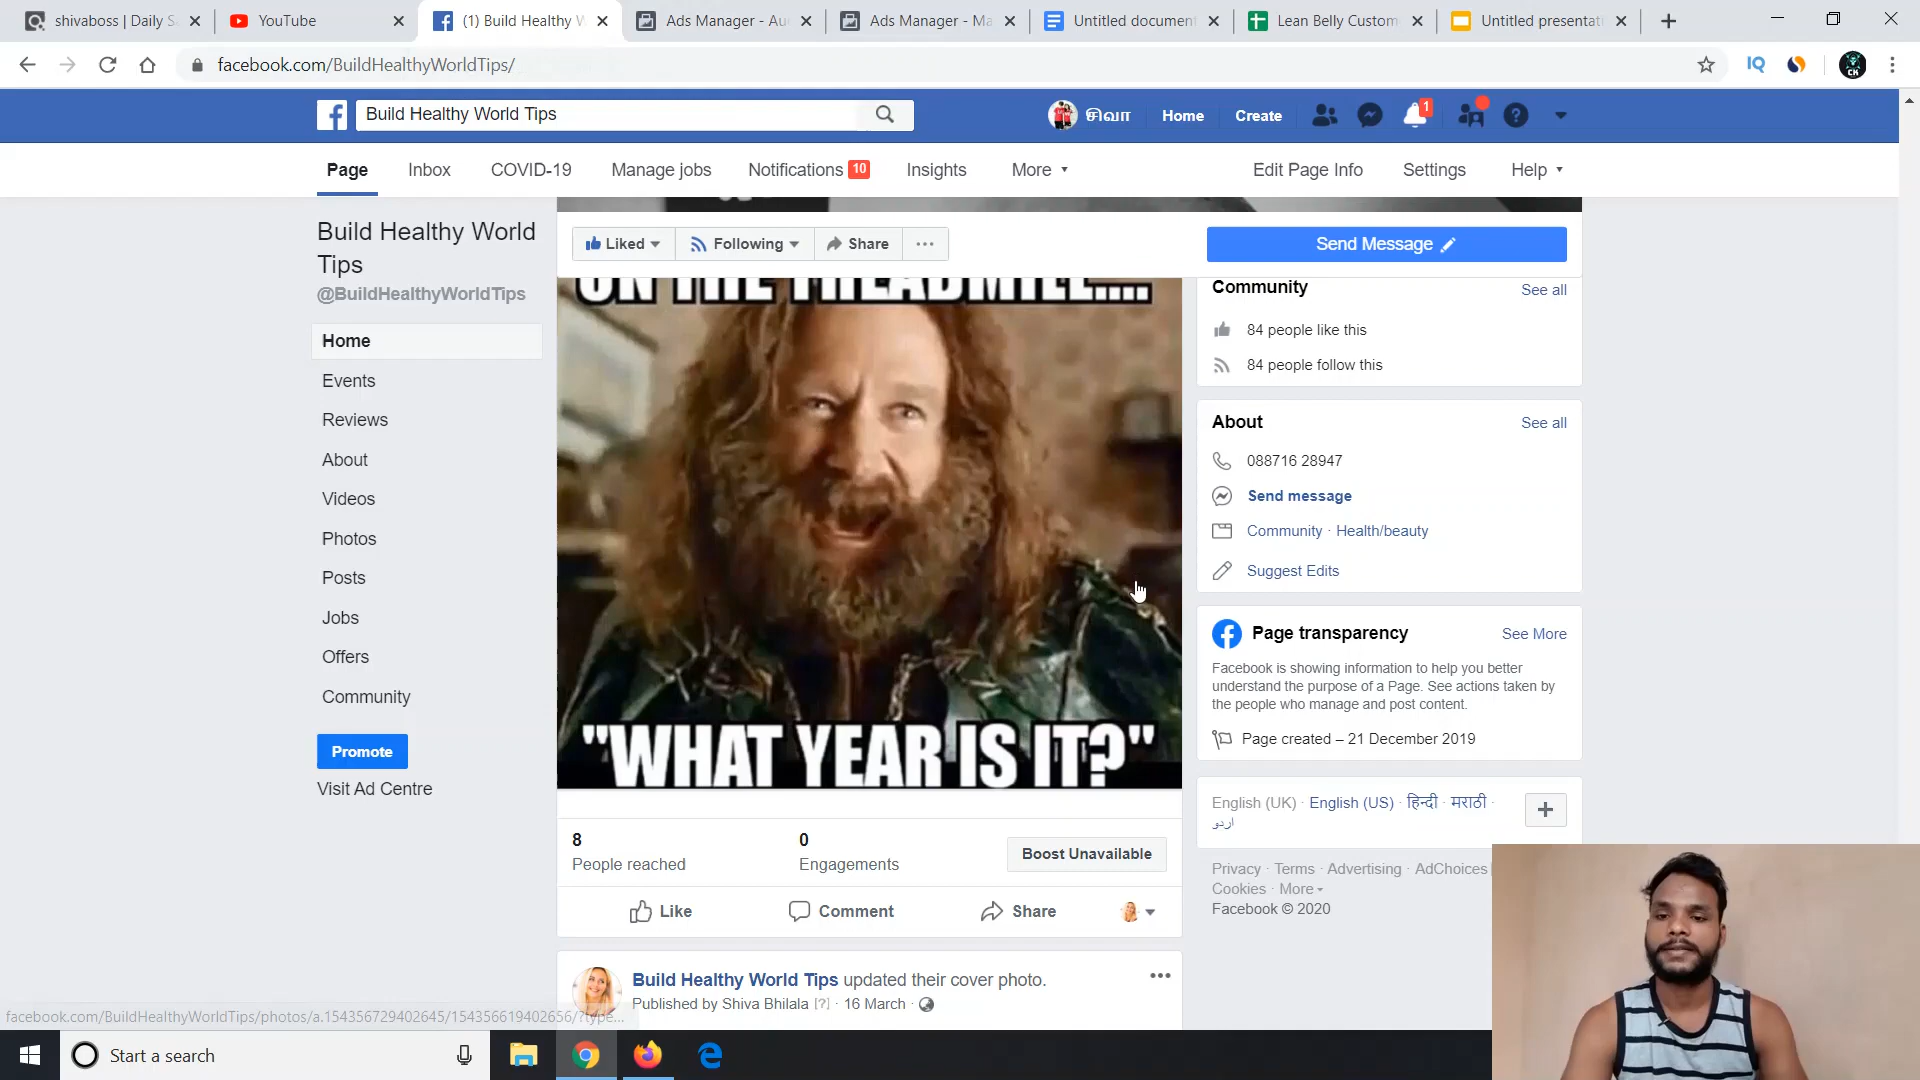 shivaboss | Daily S
YouTube
(1) Build Healthy W
Ads Manager - Au
Ads Manager - Ma
Untitled document
Lean Belly Custom
Untitled presentat
facebook.com/BuildHealthyWorldTips/
IQ
CK
Build Healthy World Tips
சிவா
Home
Create
1
Page
Inbox
COVID-19
Manage jobs
Notifications 10
Insights
More
Edit Page Info
Settings
Help
Build Healthy World
Tips
@BuildHealthyWorldTips
Home
Events
Reviews
About
Videos
Photos
Posts
Jobs
Offers
Community
Promote
Visit Ad Centre
Liked
Following
Share
Send Message
ON THE TREADMILL....
"WHAT YEAR IS IT?"
8
People reached
0
Engagements
Boost Unavailable
Like
Comment
Share
Build Healthy World Tips updated their cover photo.
Published by Shiva Bhilala [?] · 16 March ·
Community
See all
84 people like this
84 people follow this
About
See all
088716 28947
Send message
Community · Health/beauty
Suggest Edits
Page transparency
See More
Facebook is showing information to help you better
understand the purpose of a Page. See actions taken by
the people who manage and post content.
Page created – 21 December 2019
English (UK) · English (US) · हिन्दी · मराठी ·
اردو
Privacy · Terms · Advertising · AdChoices
Cookies · More
Facebook © 2020
facebook.com/BuildHealthyWorldTips/photos/a.154356729402645/154356619402656/?type...
Start a search